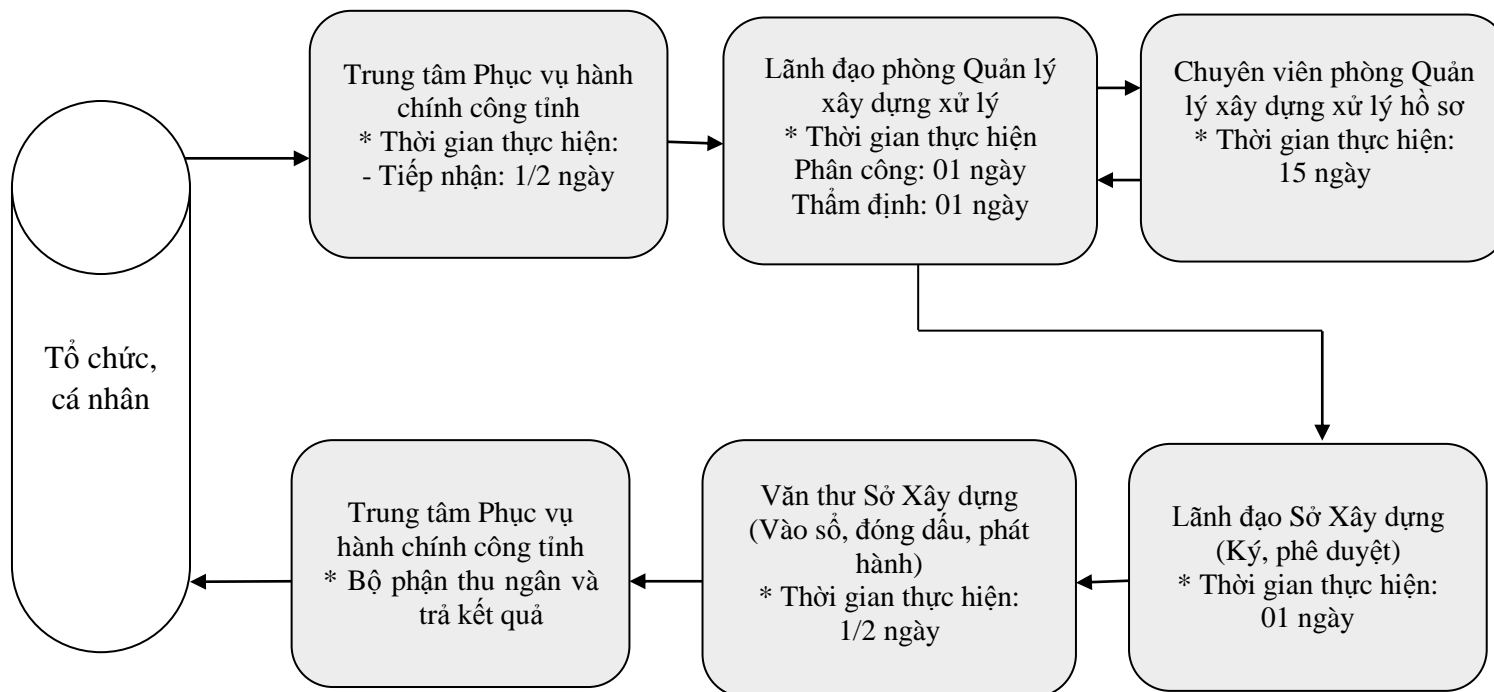 Tổ chức,
cá nhân
Trung tâm Phục vụ hành
chính công tỉnh
* Thời gian thực hiện:
- Tiếp nhận: 1/2 ngày
Lãnh đạo phòng Quản lý
xây dựng xử lý
* Thời gian thực hiện
Phân công: 01 ngày
Thẩm định: 01 ngày
Chuyên viên phòng Quản
lý xây dựng xử lý hồ sơ
* Thời gian thực hiện:
15 ngày
Lãnh đạo Sở Xây dựng
(Ký, phê duyệt)
* Thời gian thực hiện:
01 ngày
Văn thư Sở Xây dựng
(Vào sổ, đóng dấu, phát
hành)
* Thời gian thực hiện:
1/2 ngày
Trung tâm Phục vụ
hành chính công tỉnh
* Bộ phận thu ngân và
trả kết quả